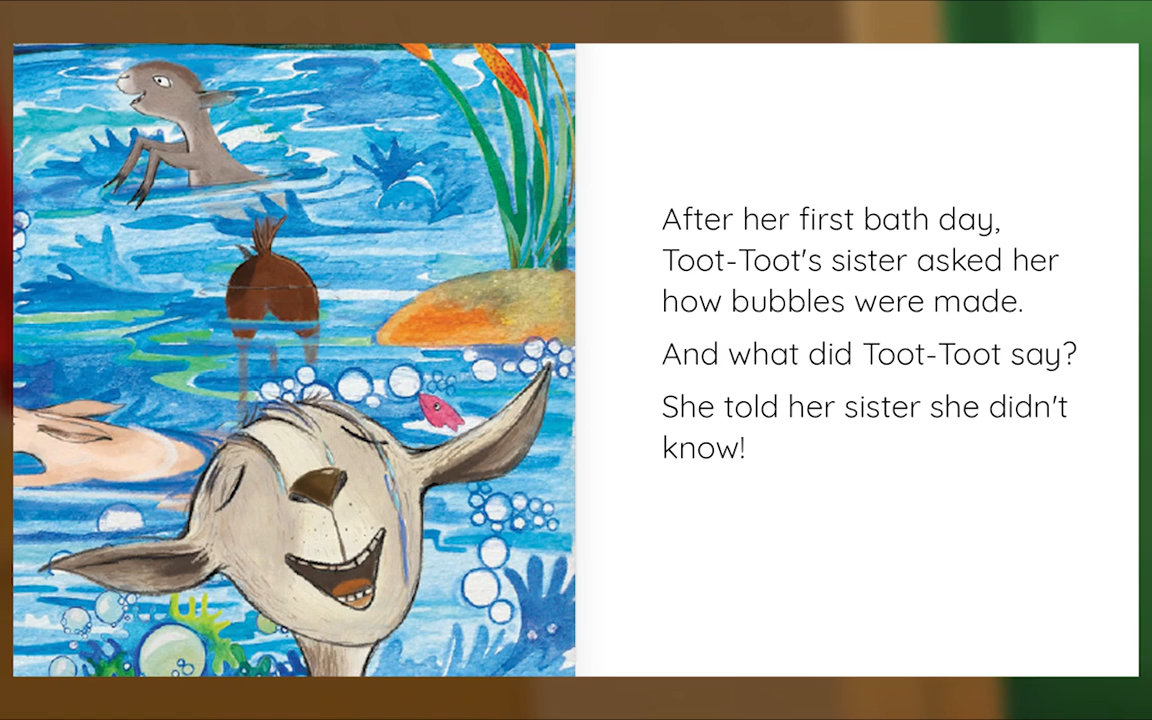 After her first bath day,
Toot-Toot's sister asked her
how bubbles were made.
And what did Toot-Toot say?
She told her sister she didn't
know!